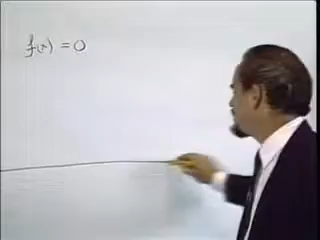 f(x) = 0